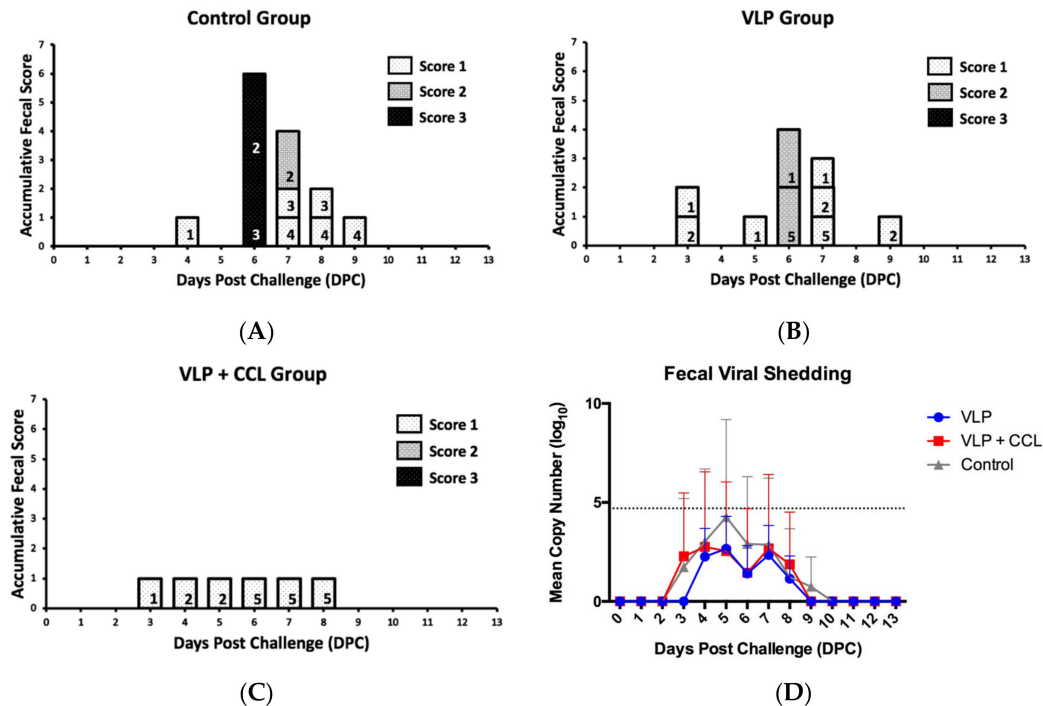 Control Group
Accumulative Fecal Score
7
6
5
4
3
2
1
0
Score 1
Score 2
Score 3
1
2
3
2
3
4
3
4
4
0 1 2 3 4 5 6 7 8 9 10 11 12 13
Days Post Challenge (DPC)
(A)
VLP Group
Accumulative Fecal Score
7
6
5
4
3
2
1
0
Score 1
Score 2
Score 3
1
2
1
1
5
1
2
5
2
0 1 2 3 4 5 6 7 8 9 10 11 12 13
Days Post Challenge (DPC)
(B)
VLP + CCL Group
Accumulative Fecal Score
7
6
5
4
3
2
1
0
Score 1
Score 2
Score 3
1 2 2 5 5 5
0 1 2 3 4 5 6 7 8 9 10 11 12 13
Days Post Challenge (DPC)
(C)
Fecal Viral Shedding
Mean Copy Number (log10)
10
5
0
VLP
VLP + CCL
Control
0 1 2 3 4 5 6 7 8 9 10 11 12 13
Days Post Challenge (DPC)
(D)